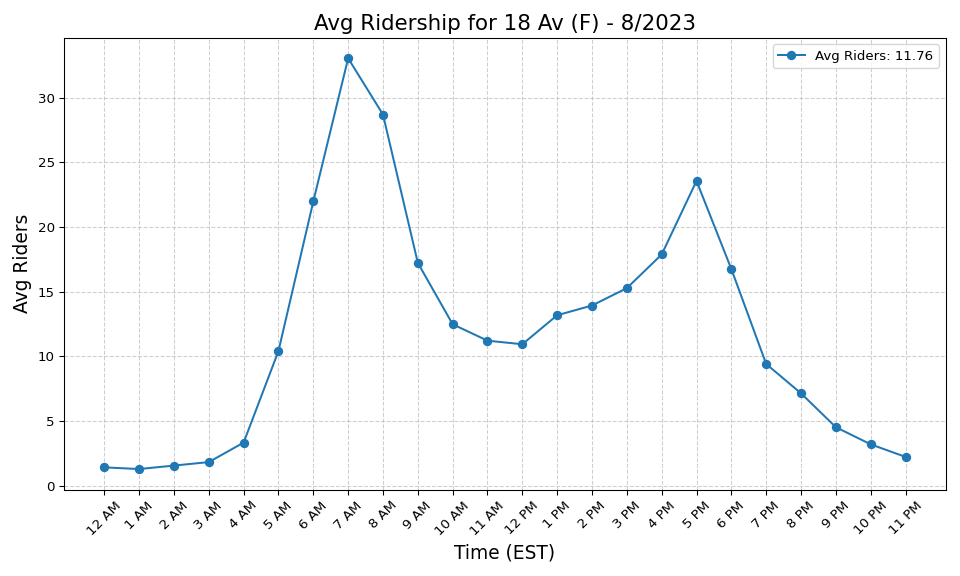 Avg Ridership for 18 Av (F) - 8/2023
Avg Riders: 11.76
Avg Riders
30
25
20
15
10
5
0
12 AM
1 AM
2 AM
3 AM
4 AM
5 AM
6 AM
7 AM
8 AM
9 AM
10 AM
11 AM
12 PM
1 PM
2 PM
3 PM
4 PM
5 PM
6 PM
7 PM
8 PM
9 PM
10 PM
11 PM
Time (EST)